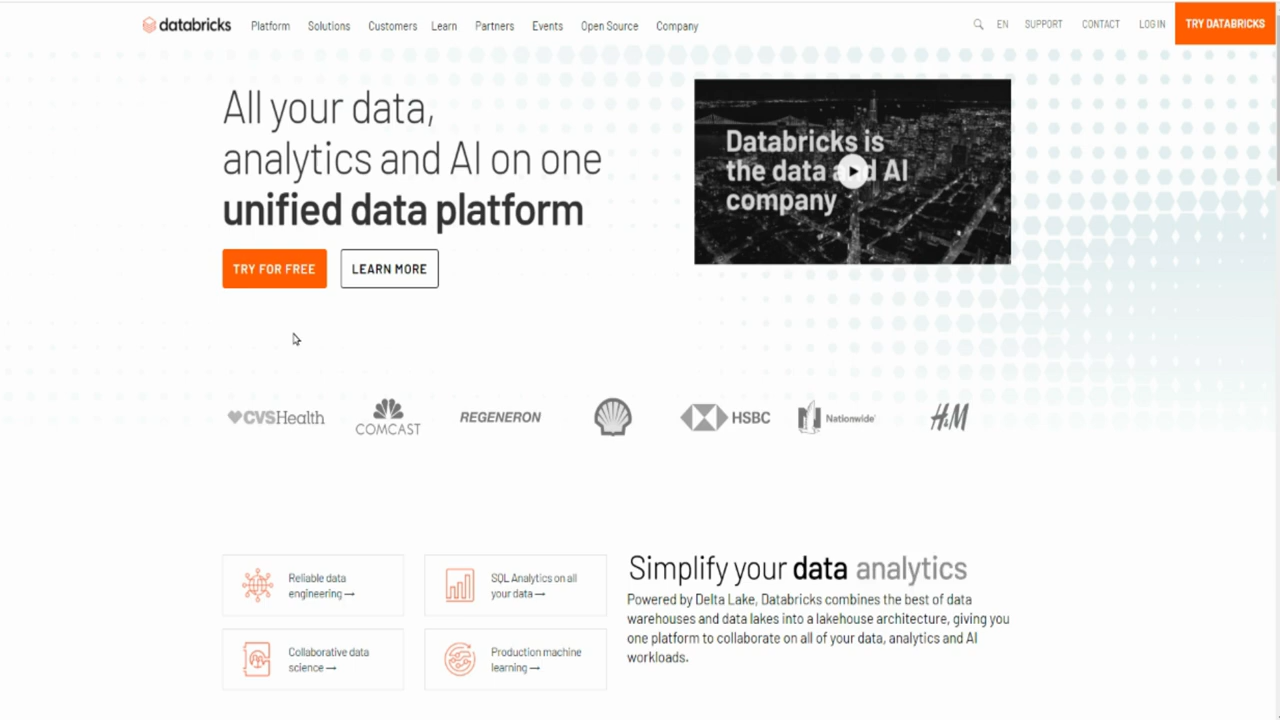 databricks Platform Solutions Customers Learn Partners Events Open Source Company EN SUPPORT CONTACT LOG IN TRY DATABRICKS
All your data,
analytics and AI on one
unified data platform
TRY FOR FREE LEARN MORE
Databricks is
the data and AI
company
CVSHealth COMCAST REGENERON HSBC Nationwide H&M
Reliable data
engineering →
SQL Analytics on all
your data →
Collaborative data
science →
Production machine
learning →
Simplify your data analytics
Powered by Delta Lake, Databricks combines the best of data
warehouses and data lakes into a lakehouse architecture, giving you
one platform to collaborate on all of your data, analytics and AI
workloads.